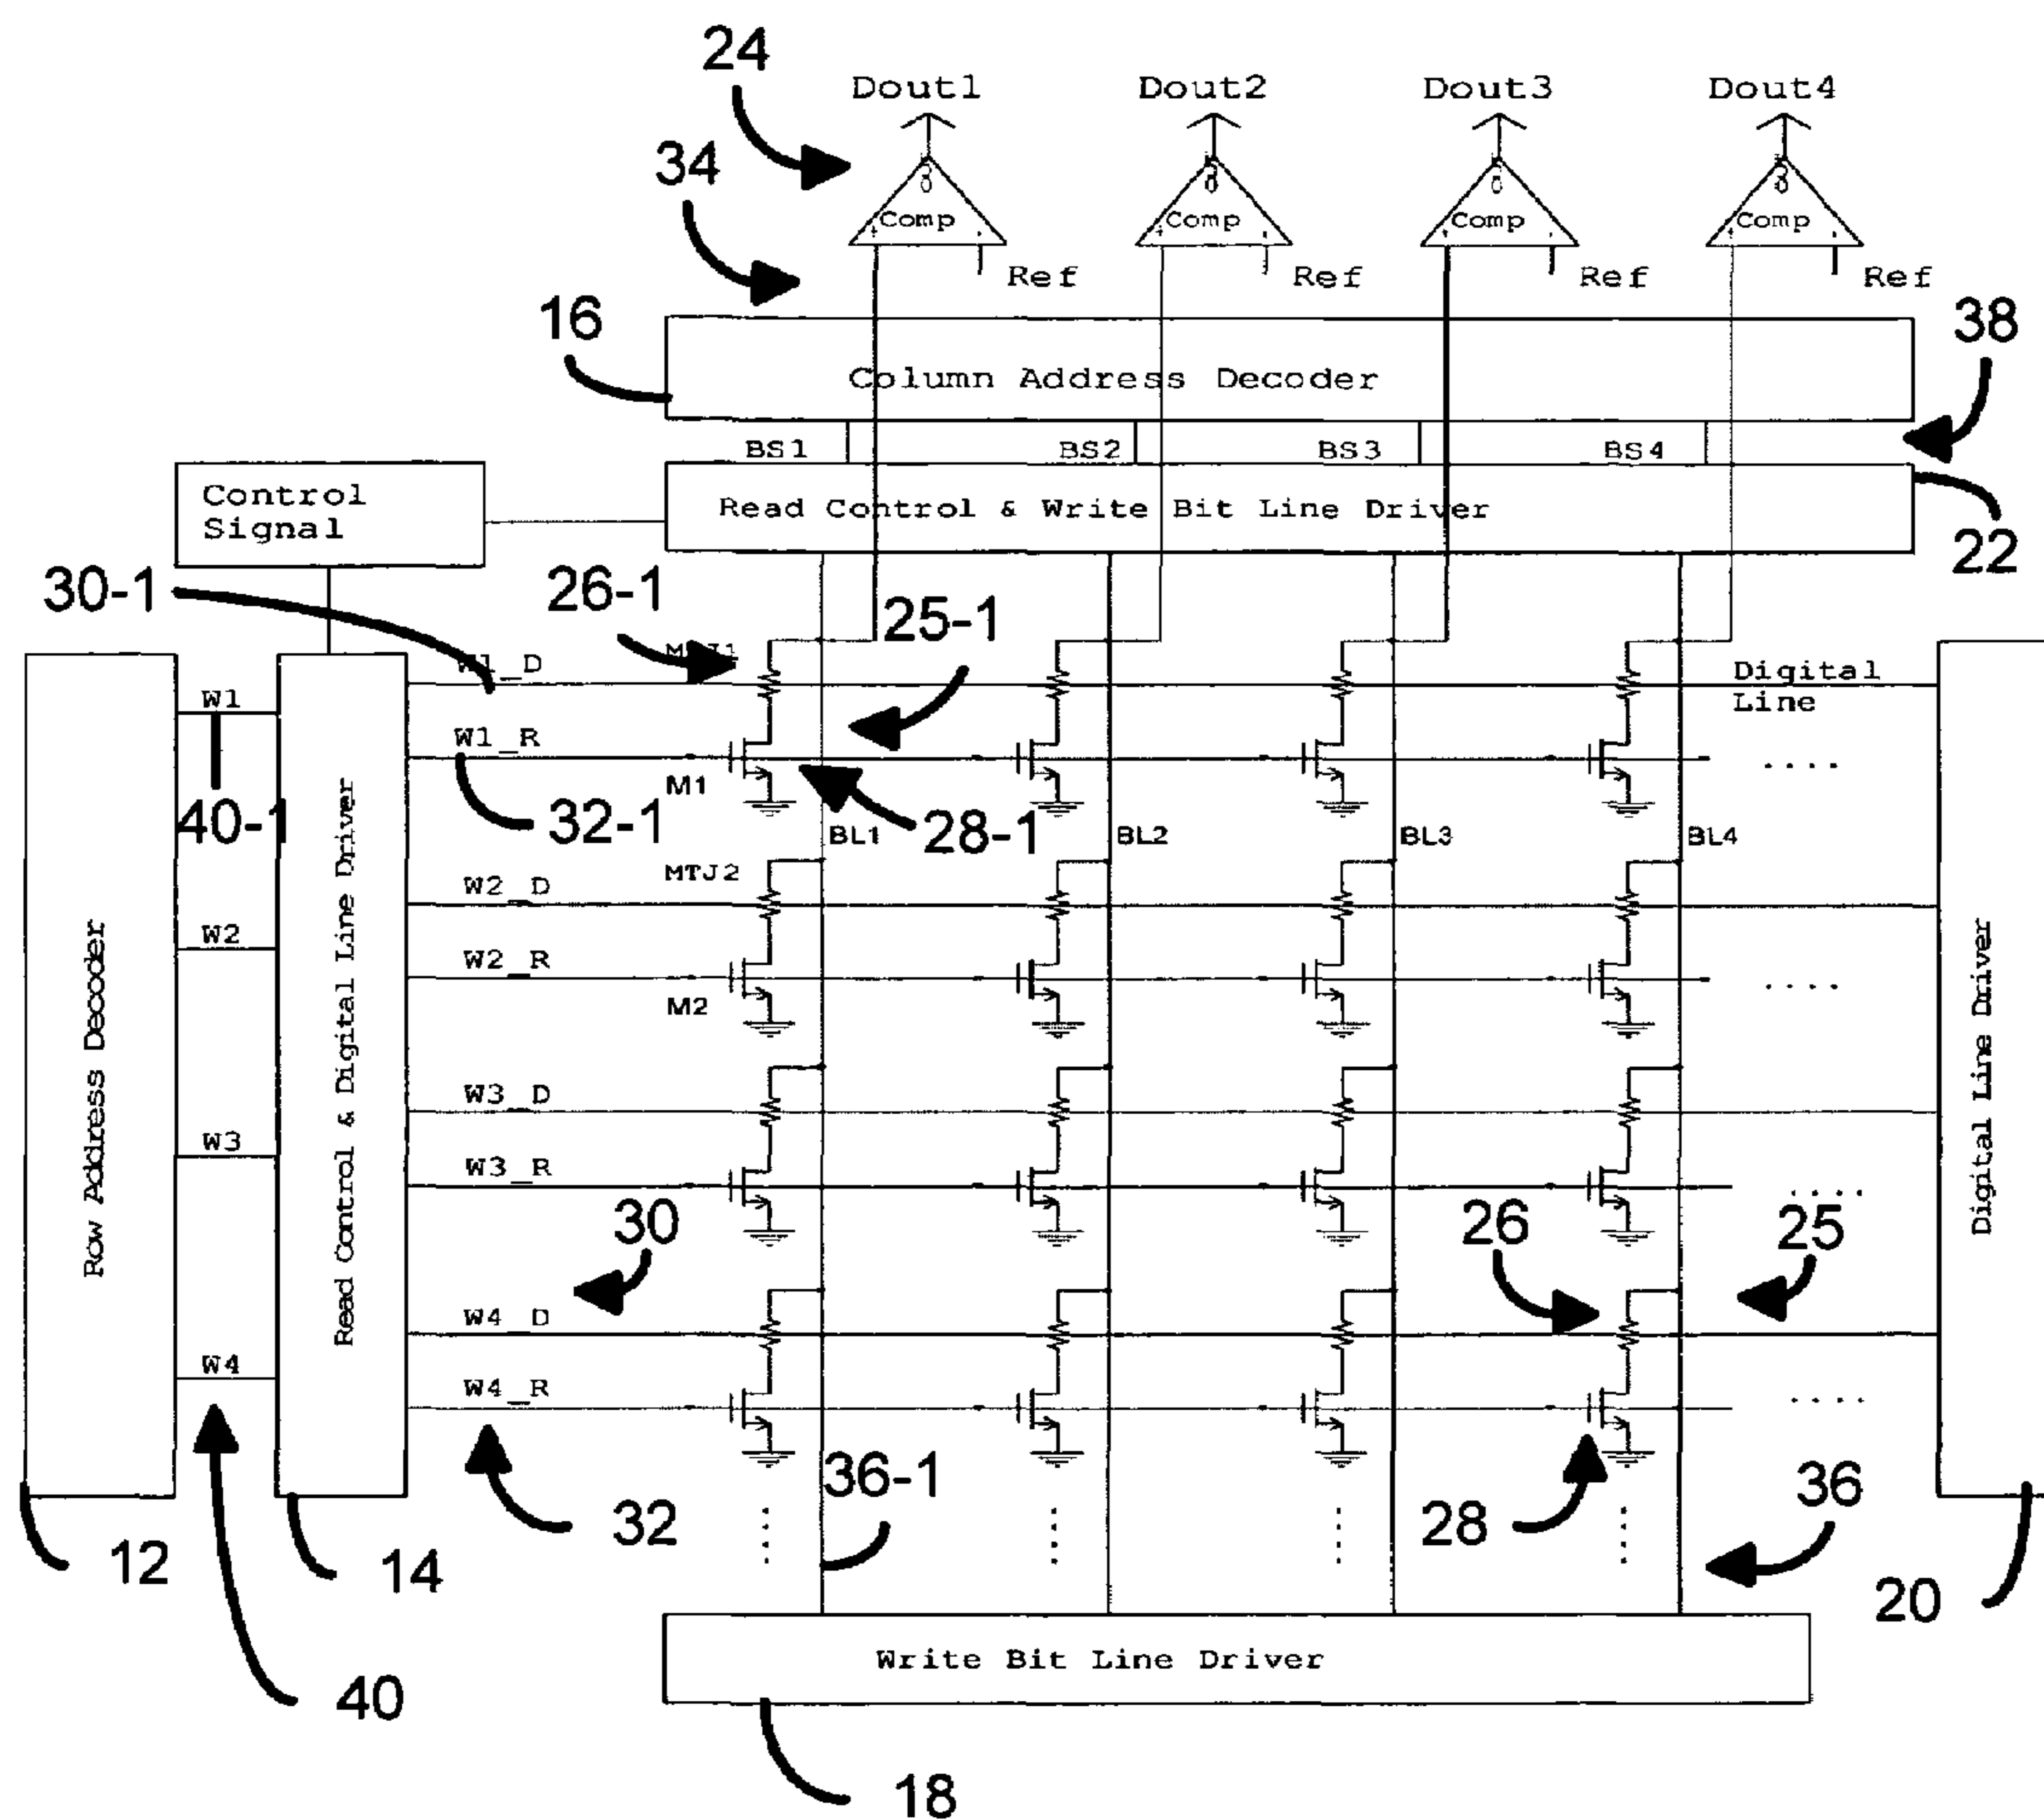 24
Dout1 Dout2 Dout3 Dout4
34
Comp Comp Comp Comp
Ref Ref Ref Ref
16
38
Column Address Decoder
BS1 BS2 BS3 BS4
Control
Signal
Read Control & Write Bit Line Driver
22
30-1
26-1
25-1
W1_D
Digital
Line
W1
W1_R
M1
40-1
32-1
28-1
BL1 BL2 BL3 BL4
MTJ2
W2_D
W2
W2_R
M2
Row Address Decoder
Read Control & Digital Line Driver
Digital Line Driver
W3_D
W3
W3_R
30
26
25
W4_D
W4
W4_R
36-1
32
28
36
12
14
20
40
Write Bit Line Driver
18